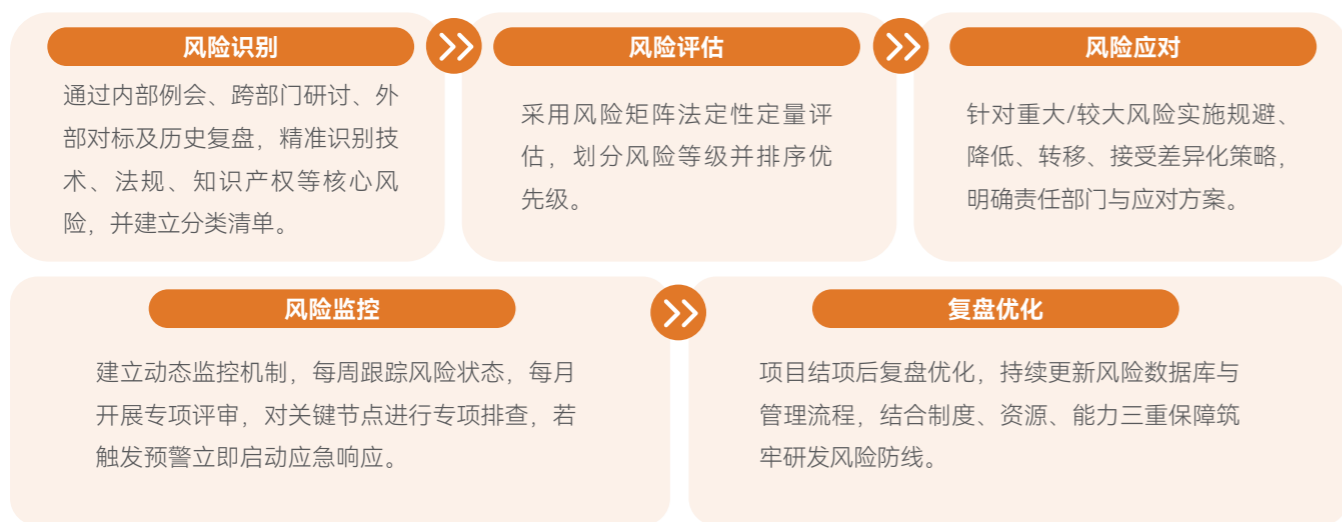 风险识别
通过内部例会、跨部门研讨、外
部对标及历史复盘，精准识别技
术、法规、知识产权等核心风
险，并建立分类清单。
风险评估
采用风险矩阵法定性定量评
估，划分风险等级并排序优
先级。
风险应对
针对重大/较大风险实施规避、
降低、转移、接受差异化策略，
明确责任部门与应对方案。
风险监控
建立动态监控机制，每周跟踪风险状态，每月
开展专项评审，对关键节点进行专项排查，若
触发预警立即启动应急响应。
复盘优化
项目结项后复盘优化，持续更新风险数据库与
管理流程，结合制度、资源、能力三重保障筑
牢研发风险防线。